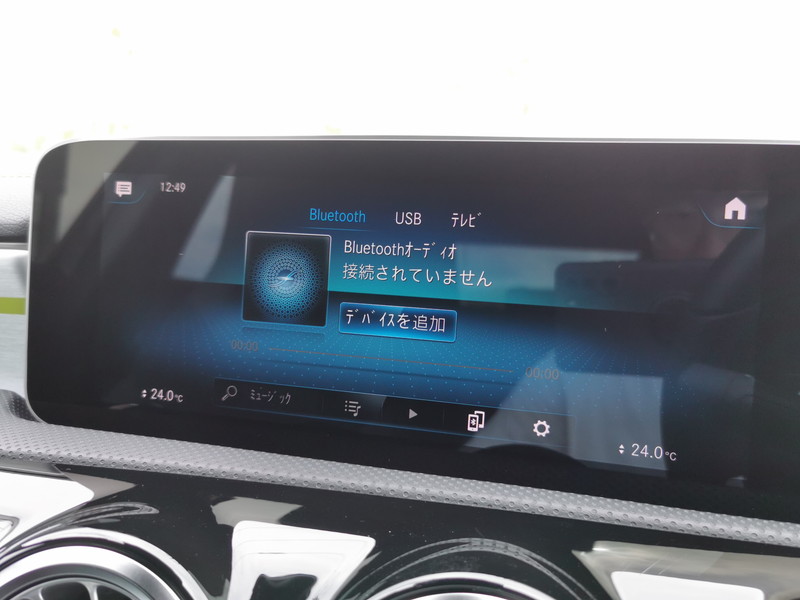 12:49
Bluetooth USB テレビ
Bluetoothオーディオ
接続されていません
デバイスを追加
00:00 00:00
ミュージック
24.0℃ 24.0℃